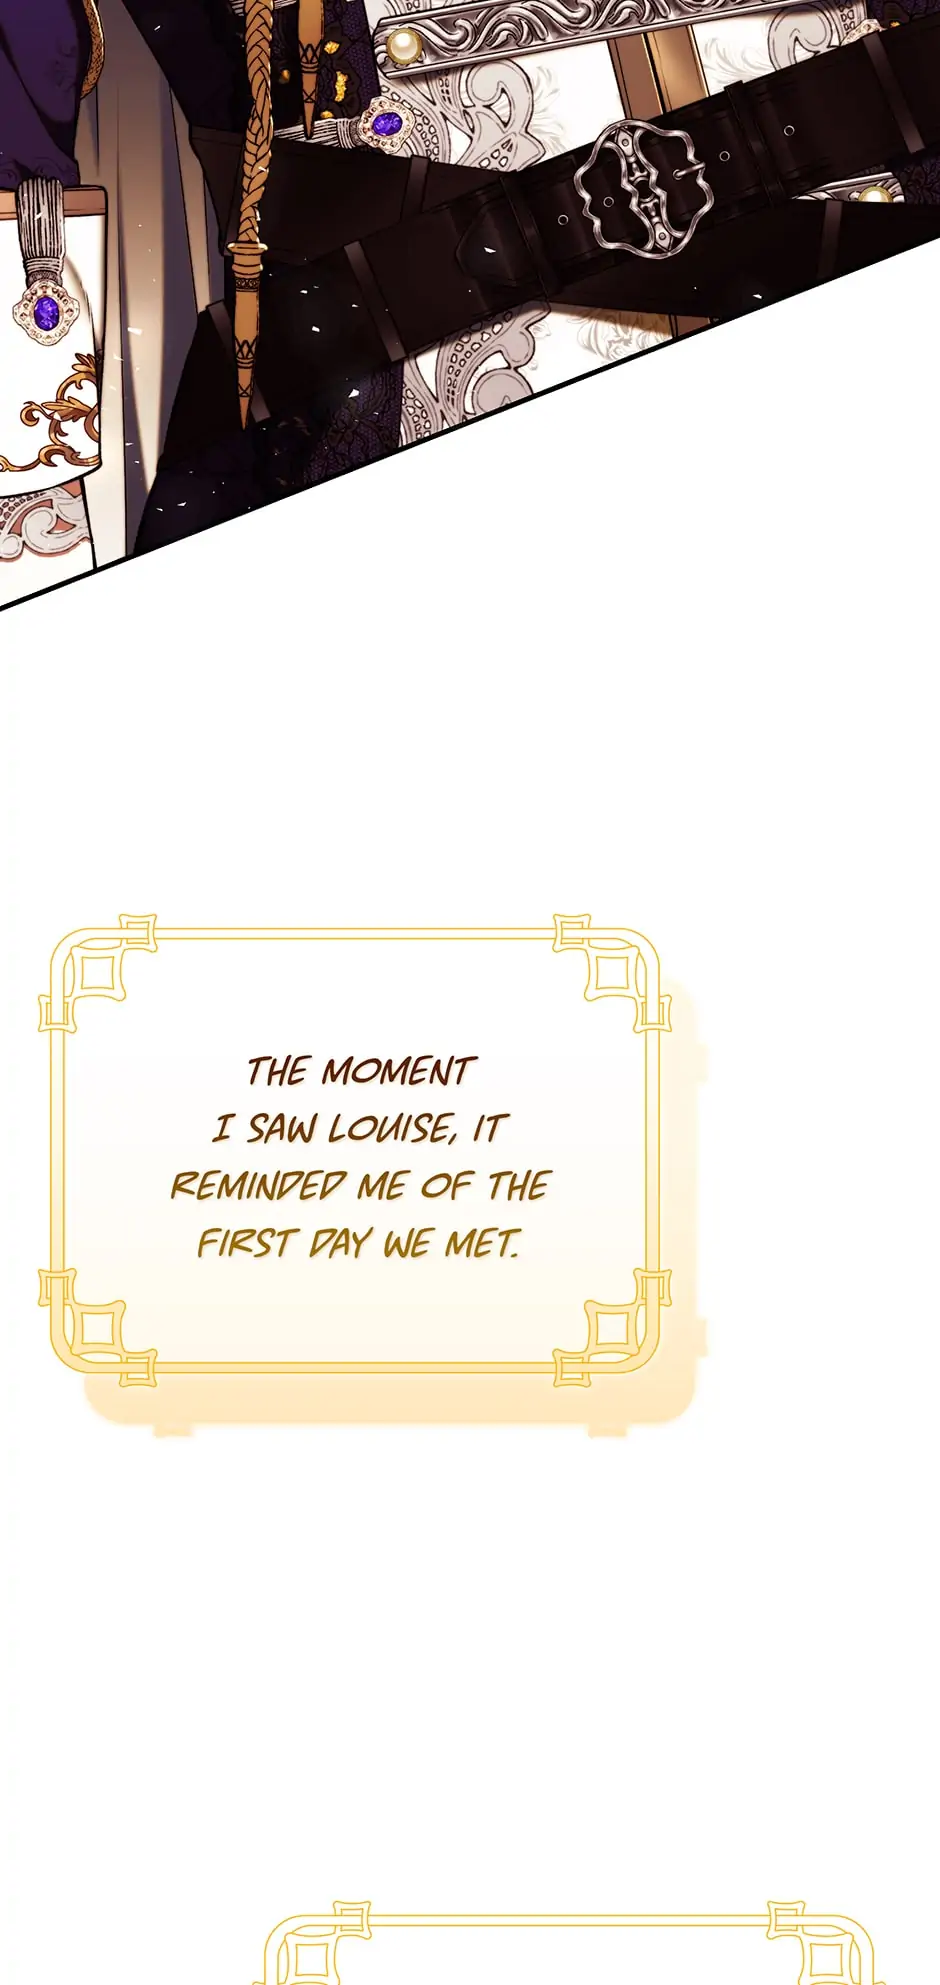 THE MOMENT
I SAW LOUISE, IT
REMINDED ME OF THE
FIRST DAY WE MET.